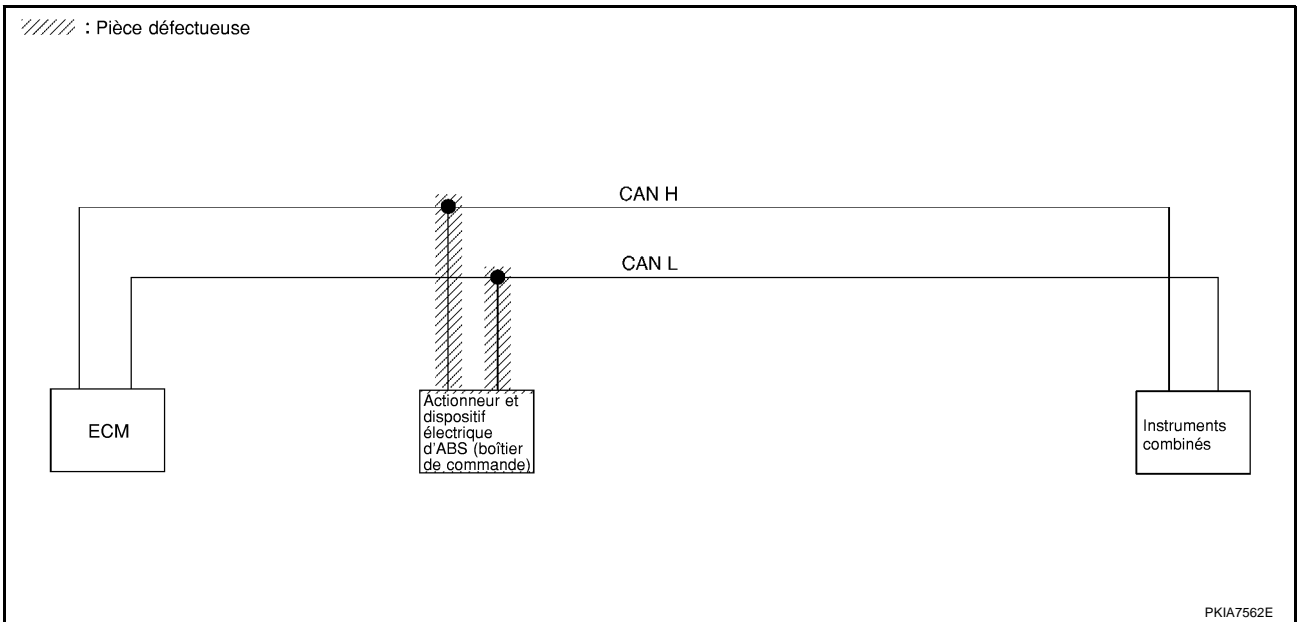 : Pièce défectueuse
CAN H
CAN L
ECM
Actionneur et
dispositif
électrique
d'ABS (boîtier
de commande)
Instruments
combinés
PKIA7562E